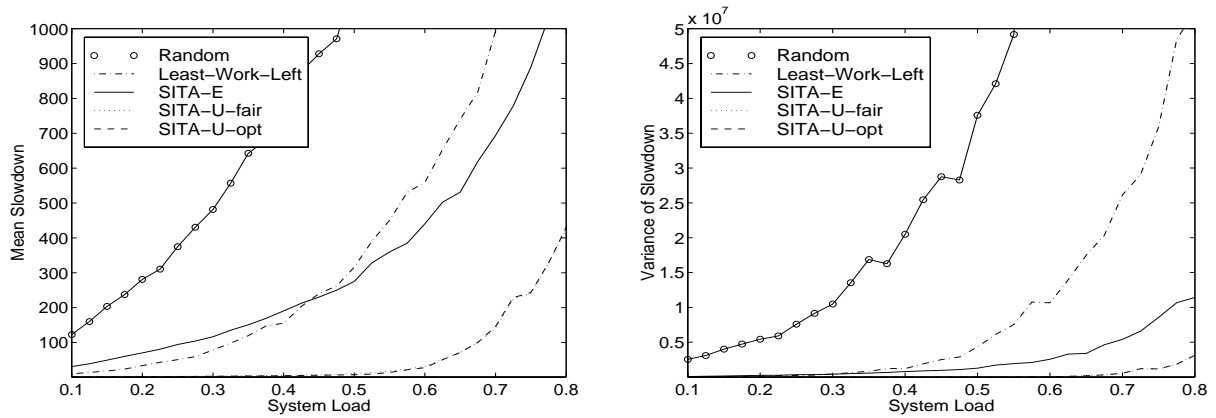 1000
900
800
700
600
500
400
300
200
100
Mean Slowdown
Random
Least−Work−Left
SITA−E
SITA−U−fair
SITA−U−opt
0.1 0.2 0.3 0.4 0.5 0.6 0.7 0.8
System Load
x 10^7
5
4.5
4
3.5
3
2.5
2
1.5
1
0.5
Variance of Slowdown
Random
Least−Work−Left
SITA−E
SITA−U−fair
SITA−U−opt
0.1 0.2 0.3 0.4 0.5 0.6 0.7 0.8
System Load